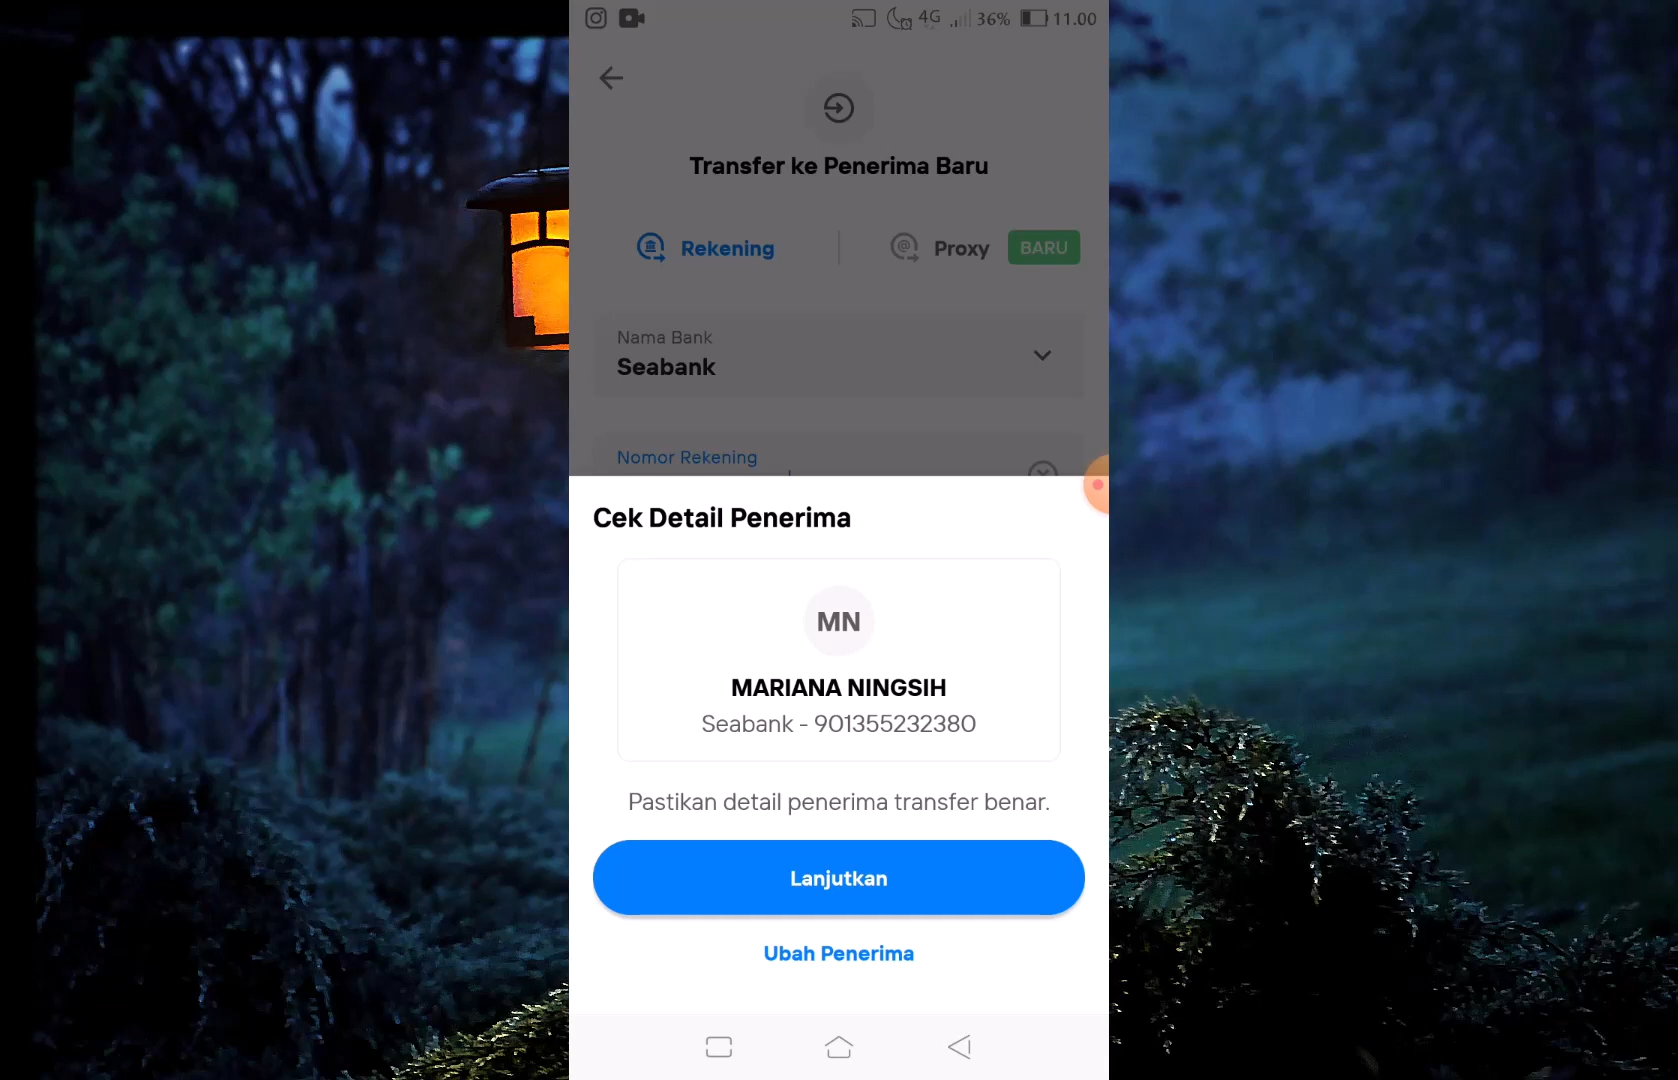 4G 36% 11.00
Transfer ke Penerima Baru
Rekening
Proxy BARU
Nama Bank
Seabank
Nomor Rekening
Cek Detail Penerima
MN
MARIANA NINGSIH
Seabank - 901355232380
Pastikan detail penerima transfer benar.
Lanjutkan
Ubah Penerima